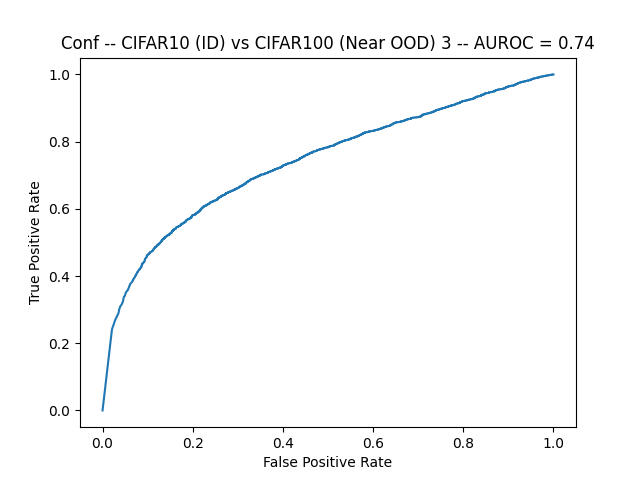 Conf -- CIFAR10 (ID) vs CIFAR100 (Near OOD) 3 -- AUROC = 0.74
1.0
0.8
0.6
0.4
0.2
0.0
True Positive Rate
0.0 0.2 0.4 0.6 0.8 1.0
False Positive Rate